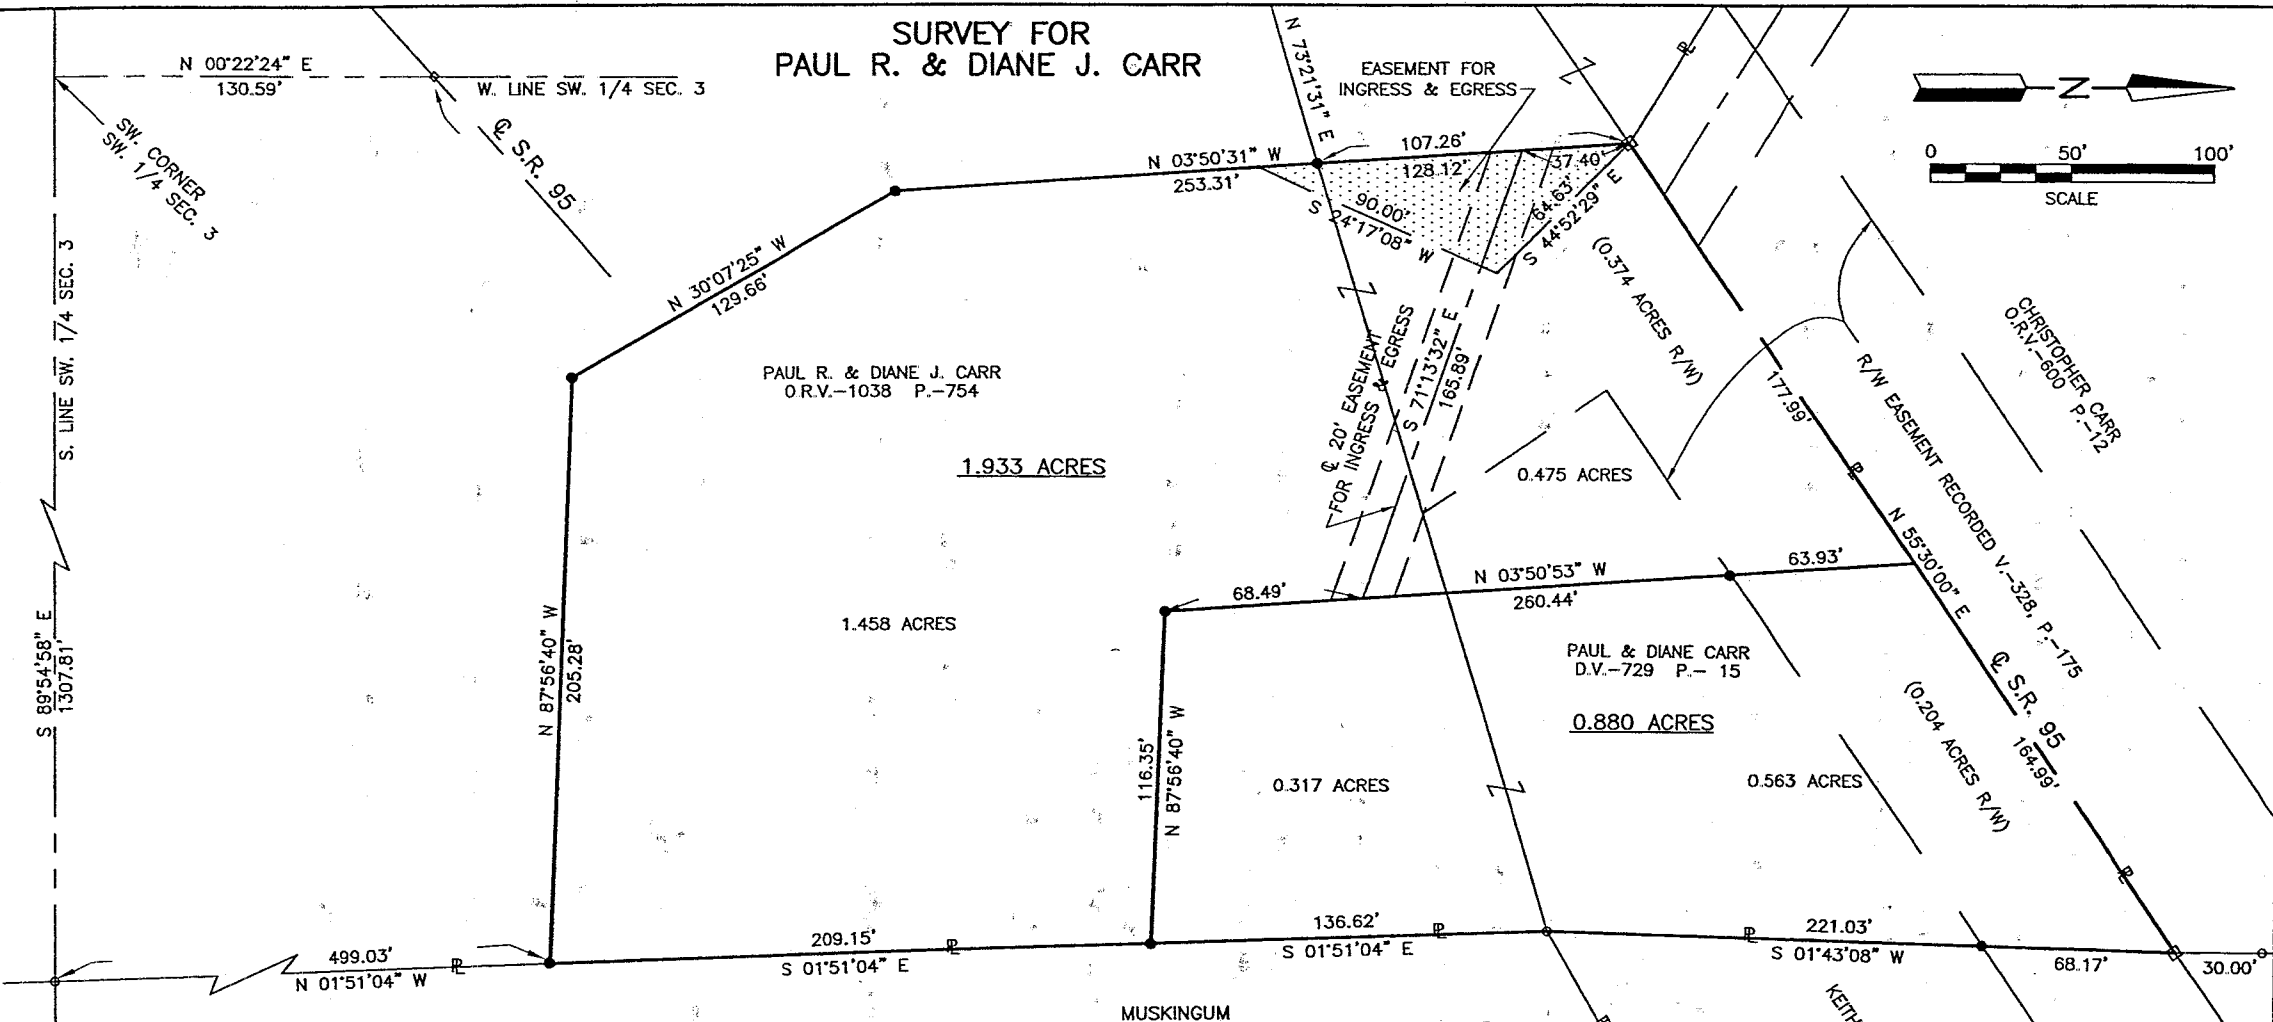 SURVEY FOR
PAUL R. & DIANE J. CARR
N 00°22'24" E
130.59'
W. LINE SW. 1/4 SEC. 3
SW. CORNER
SW. 1/4 SEC. 3
℄ S.R. 95
S. LINE SW. 1/4 SEC. 3
S 89°54'58" E
1307.81'
N 73°21'31" E
EASEMENT FOR
INGRESS & EGRESS
N
0 50' 100'
SCALE
N 03°50'31" W
253.31'
107.26'
128.12'
37.40'
90.00'
S 24°17'08" W
64.63'
S 44°52'29" E
N 30°07'25" W
129.66'
PAUL R. & DIANE J. CARR
O.R.V.-1038 P.-754
1.933 ACRES
℄ 20' EASEMENT
FOR INGRESS & EGRESS
S 71°13'32" E
165.89'
(0.374 ACRES R/W)
177.99'
CHRISTOPHER CARR
O.R.V.-600 P.-12
R/W EASEMENT RECORDED V.-328, P.-175
0.475 ACRES
N 55°30'00" E
℄ S.R. 95
164.99'
N 87°56'40" W
205.28'
1.458 ACRES
68.49'
N 03°50'53" W
260.44'
63.93'
PAUL & DIANE CARR
D.V.-729 P.- 15
0.880 ACRES
116.35'
N 87°56'40" W
0.317 ACRES
0.563 ACRES
(0.204 ACRES R/W)
499.03'
N 01°51'04" W
209.15'
S 01°51'04" E
136.62'
S 01°51'04" E
221.03'
S 01°43'08" W
68.17'
30.00'
MUSKINGUM
KEITH